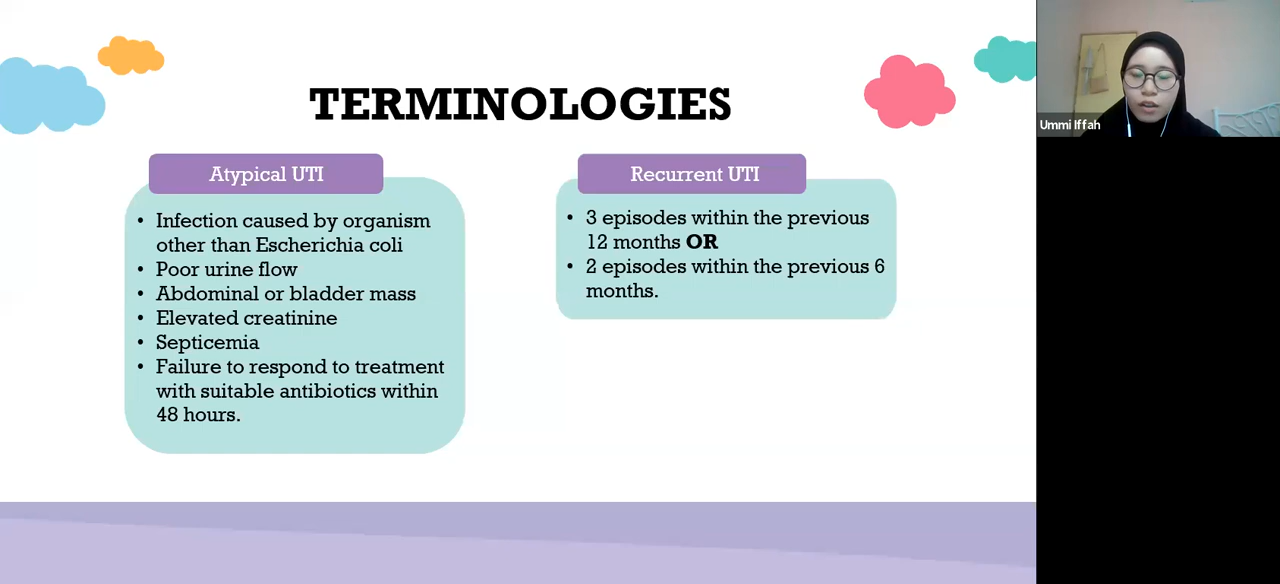 TERMINOLOGIES
Atypical UTI
• Infection caused by organism
other than Escherichia coli
• Poor urine flow
• Abdominal or bladder mass
• Elevated creatinine
• Septicemia
• Failure to respond to treatment
with suitable antibiotics within
48 hours.
Recurrent UTI
• 3 episodes within the previous
12 months OR
• 2 episodes within the previous 6
months.
Ummi Iffah